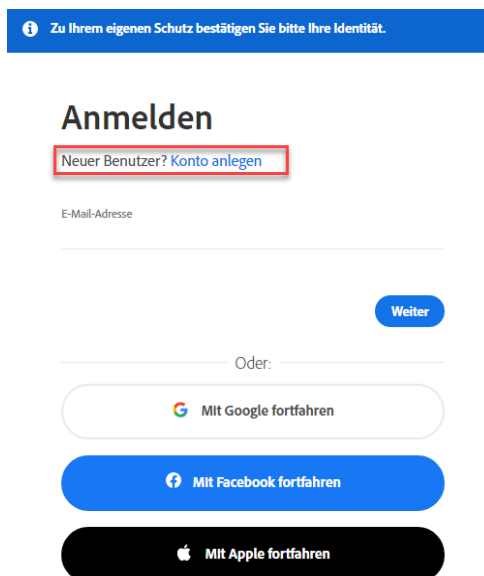 Zu Ihrem eigenen Schutz bestätigen Sie bitte Ihre Identität.
Anmelden
Neuer Benutzer? Konto anlegen
E-Mail-Adresse
Weiter
Oder:
Mit Google fortfahren
Mit Facebook fortfahren
Mit Apple fortfahren